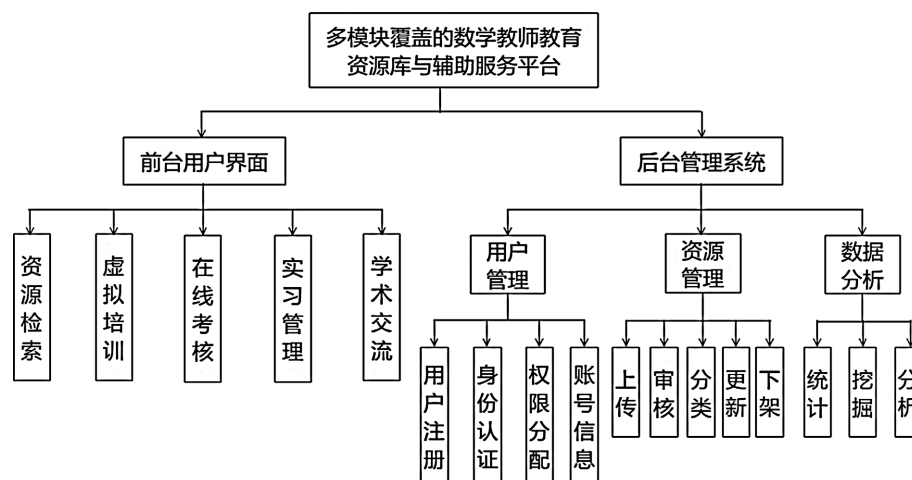 多模块覆盖的数学教师教育
资源库与辅助服务平台
前台用户界面
后台管理系统
资源检索
虚拟培训
在线考核
实习管理
学术交流
用户
管理
资源
管理
数据
分析
用户注册
身份认证
权限分配
账号信息
上传
审核
分类
更新
下架
统计
挖掘
分析